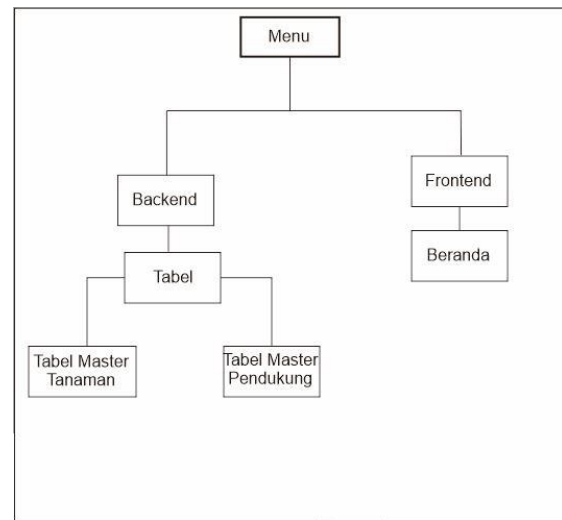 Menu
Backend
Frontend
Tabel
Beranda
Tabel Master
Tanaman
Tabel Master
Pendukung